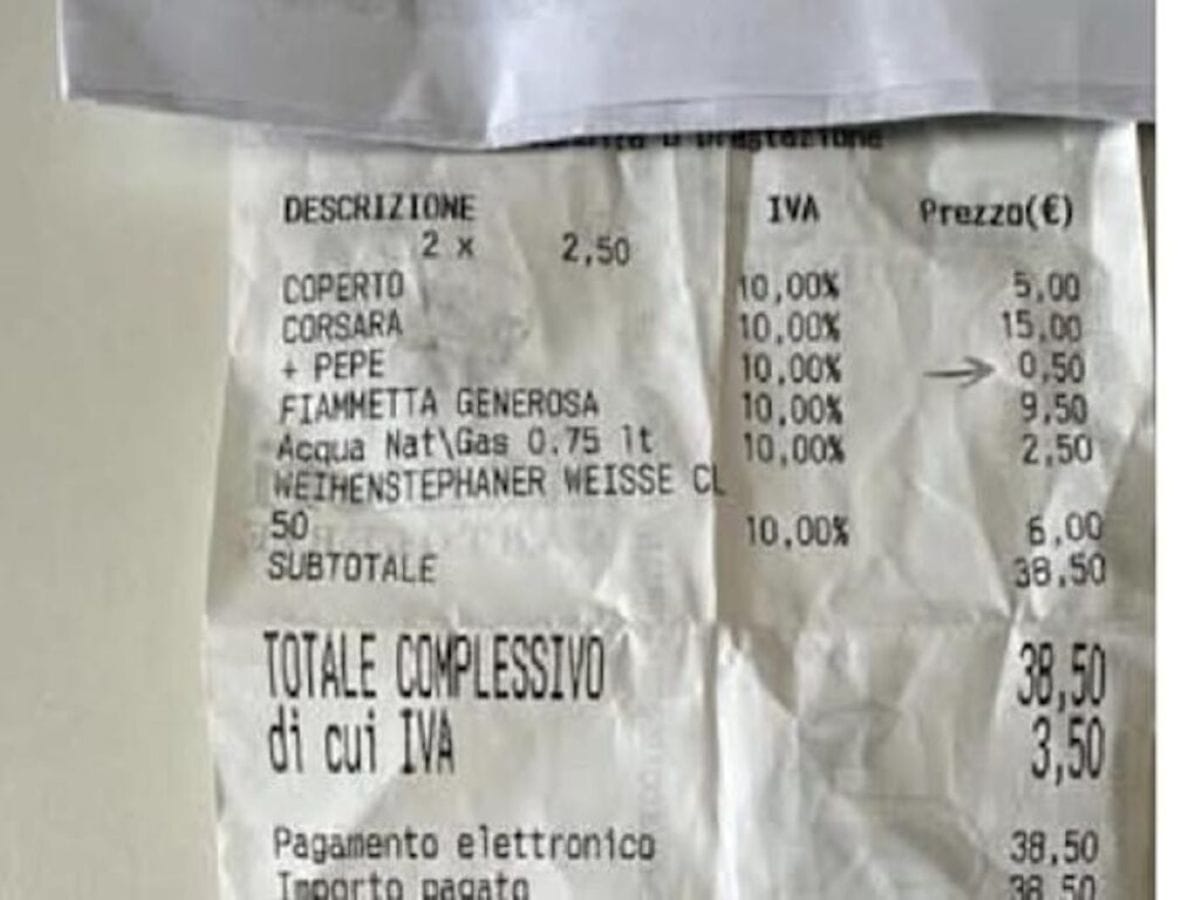 DESCRIZIONE IVA Prezzo(€)
2 x 2,50
COPERTO 10,00% 5,00
CORSARA 10,00% 15,00
+ PEPE 10,00% → 0,50
FIAMMETTA GENEROSA 10,00% 9,50
Acqua Nat\Gas 0.75 lt 10,00% 2,50
WEIHENSTEPHANER WEISSE CL
50 10,00% 6,00
SUBTOTALE 38,50
TOTALE COMPLESSIVO 38,50
di cui IVA 3,50
Pagamento elettronico 38,50
Importo pagato 38,50